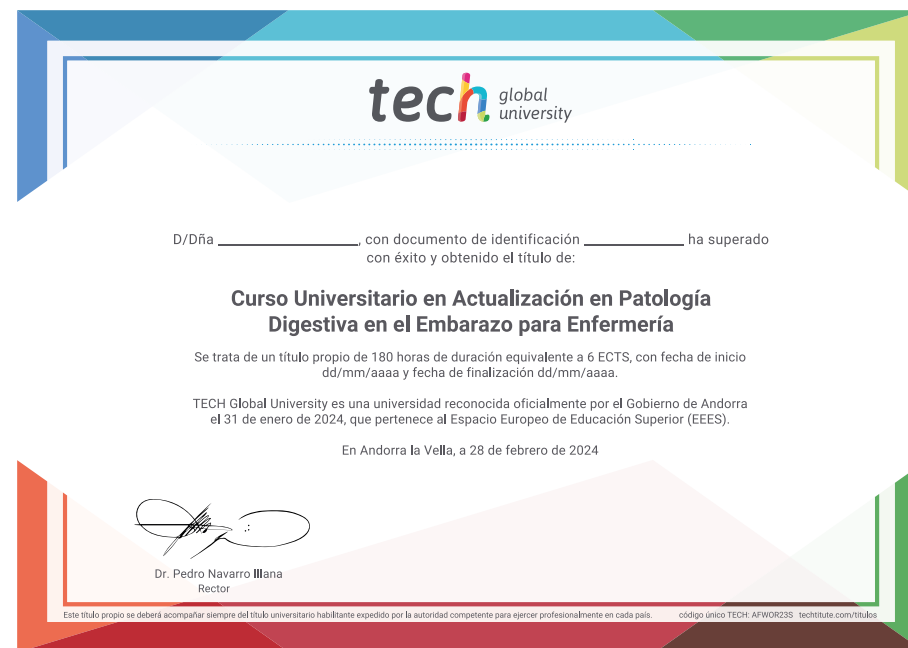 tech global university
D/Dña ________________, con documento de identificación ____________ ha superado
con éxito y obtenido el título de:
Curso Universitario en Actualización en Patología
Digestiva en el Embarazo para Enfermería
Se trata de un título propio de 180 horas de duración equivalente a 6 ECTS, con fecha de inicio
dd/mm/aaaa y fecha de finalización dd/mm/aaaa.
TECH Global University es una universidad reconocida oficialmente por el Gobierno de Andorra
el 31 de enero de 2024, que pertenece al Espacio Europeo de Educación Superior (EEES).
En Andorra la Vella, a 28 de febrero de 2024
Dr. Pedro Navarro Illana
Rector
Este título propio se deberá acompañar siempre del título universitario habilitante expedido por la autoridad competente para ejercer profesionalmente en cada país. código único TECH: AFWOR23S techtitute.com/titulos